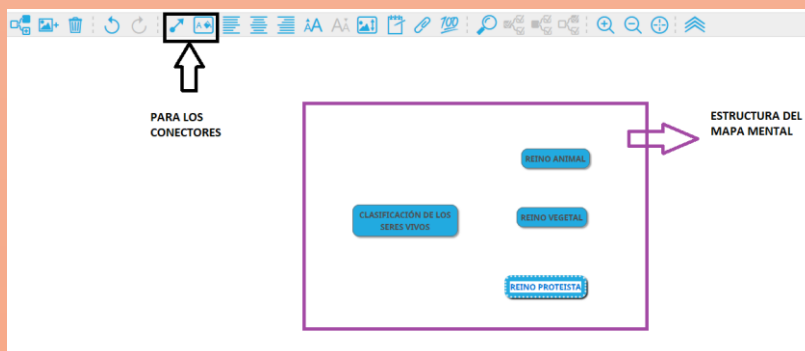 PARA LOS
CONECTORES
ESTRUCTURA DEL
MAPA MENTAL
REINO ANIMAL
CLASIFICACIÓN DE LOS
SERES VIVOS
REINO VEGETAL
REINO PROTEISTA